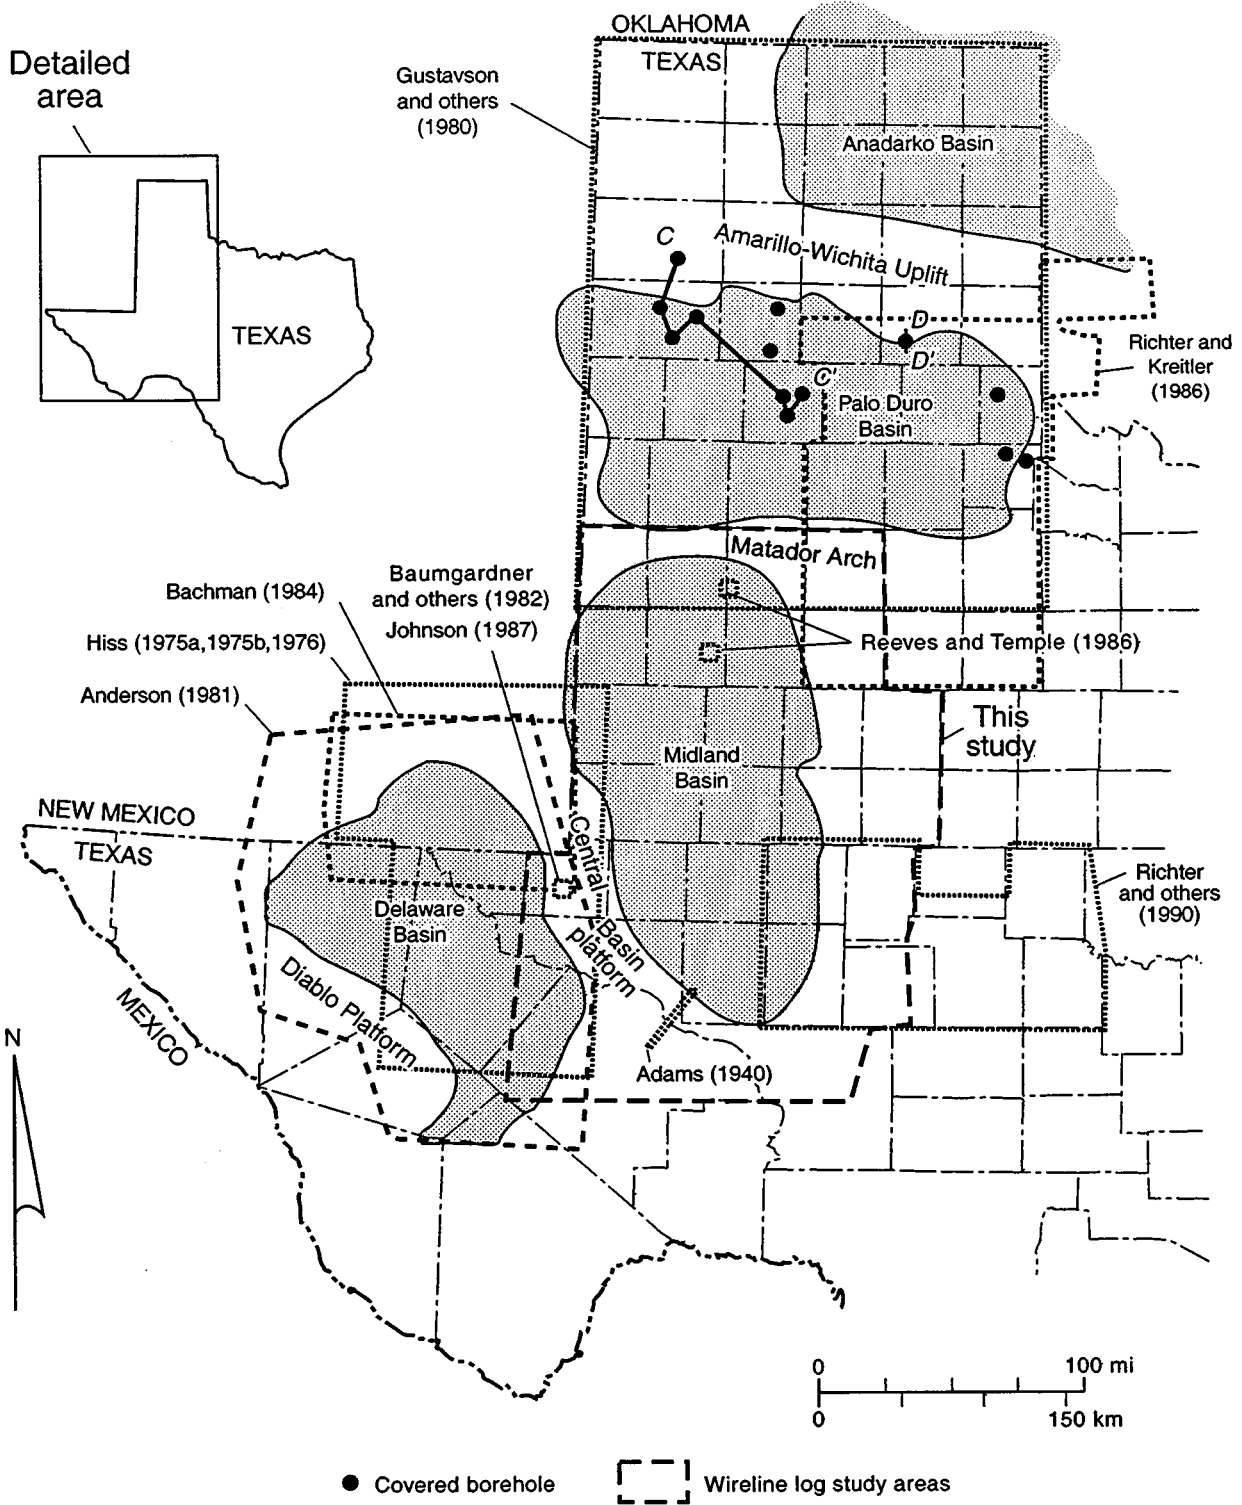 OKLAHOMA
TEXAS
Detailed
area
Gustavson
and others
(1980)
Anadarko Basin
C
Amarillo-Wichita Uplift
TEXAS
D
D'
Richter and
Kreitler
(1986)
C'
Palo Duro
Basin
Matador Arch
Baumgardner
and others (1982)
Johnson (1987)
Bachman (1984)
Hiss (1975a,1975b,1976)
Anderson (1981)
Reeves and Temple (1986)
This
study
Midland
Basin
NEW MEXICO
TEXAS
Central
Basin
platform
Richter
and others
(1990)
Delaware
Basin
Diablo Platform
MEXICO
N
Adams (1940)
0
100 mi
0
150 km
Covered borehole
Wireline log study areas